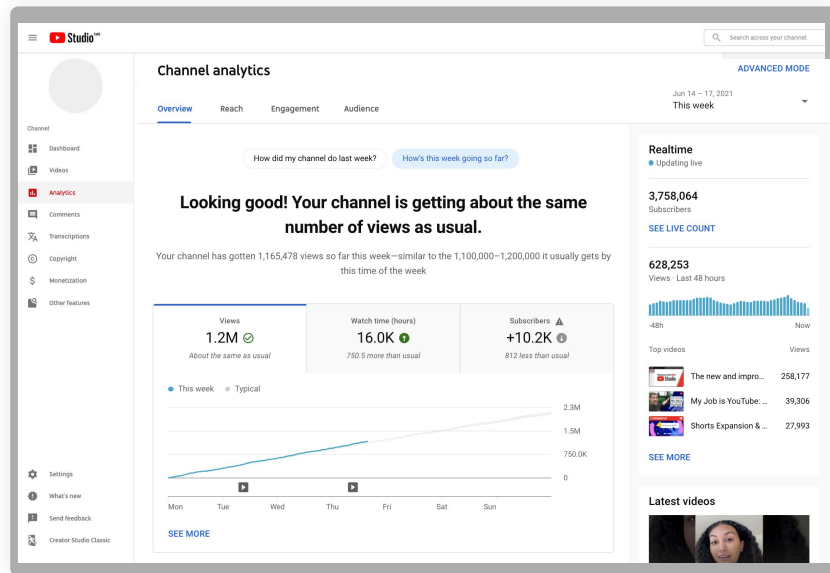 Studio beta
Search across your channel
Channel analytics
ADVANCED MODE
Overview Reach Engagement Audience
Jun 14 – 17, 2021
This week
Channel
Dashboard
Videos
Analytics
Comments
Transcriptions
Copyright
Monetization
Other features
Settings
What's new
Send feedback
Creator Studio Classic
How did my channel do last week? How's this week going so far?
Looking good! Your channel is getting about the same
number of views as usual.
Your channel has gotten 1,165,478 views so far this week—similar to the 1,100,000–1,200,000 it usually gets by
this time of the week
Views
1.2M
About the same as usual
Watch time (hours)
16.0K
750.5 more than usual
Subscribers
+10.2K
812 less than usual
This week Typical
2.3M
1.5M
750.0K
0
Mon Tue Wed Thu Fri Sat Sun
SEE MORE
Realtime
Updating live
3,758,064
Subscribers
SEE LIVE COUNT
628,253
Views · Last 48 hours
-48h Now
Top videos Views
The new and impro... 258,177
My Job is YouTube: ... 39,306
Shorts Expansion & ... 27,993
SEE MORE
Latest videos